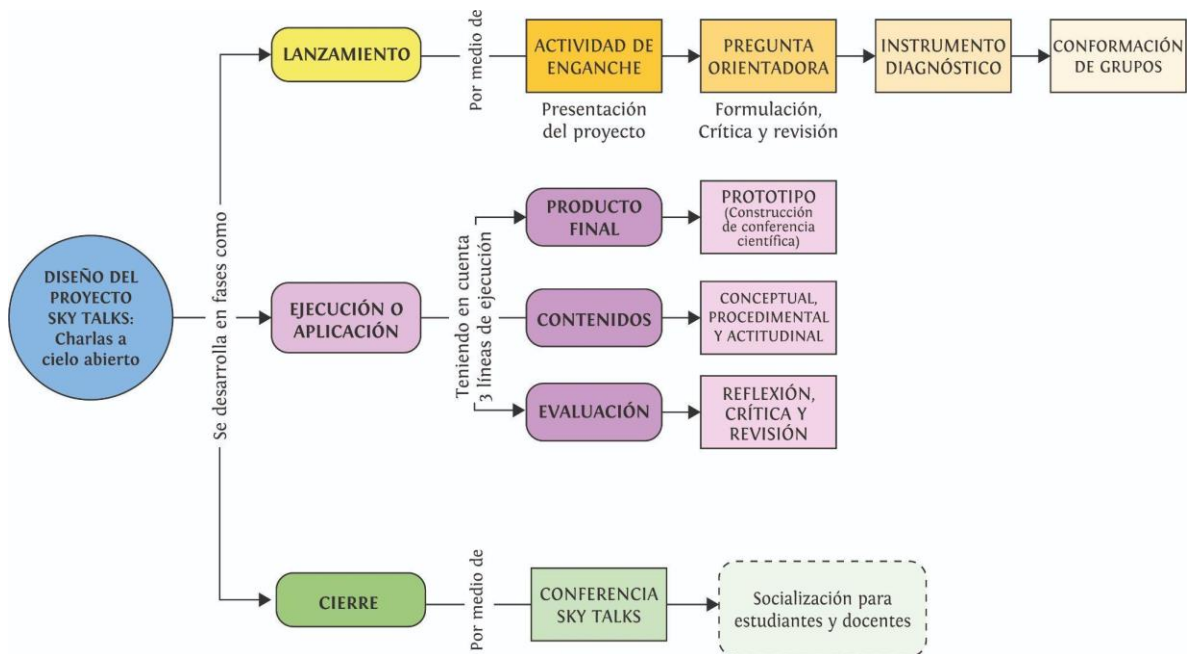 DISEÑO DEL
PROYECTO
SKY TALKS:
Charlas a
cielo abierto
Se desarrolla en fases como
LANZAMIENTO
Por medio de
ACTIVIDAD DE
ENGANCHE
Presentación
del proyecto
PREGUNTA
ORIENTADORA
Formulación,
Crítica y revisión
INSTRUMENTO
DIAGNÓSTICO
CONFORMACIÓN
DE GRUPOS
EJECUCIÓN O
APLICACIÓN
Teniendo en cuenta
3 líneas de ejecución
PRODUCTO
FINAL
PROTOTIPO
(Construcción
de conferencia
científica)
CONTENIDOS
CONCEPTUAL,
PROCEDIMENTAL
Y ACTITUDINAL
EVALUACIÓN
REFLEXIÓN,
CRÍTICA Y
REVISIÓN
CIERRE
Por medio de
CONFERENCIA
SKY TALKS
Socialización para
estudiantes y docentes